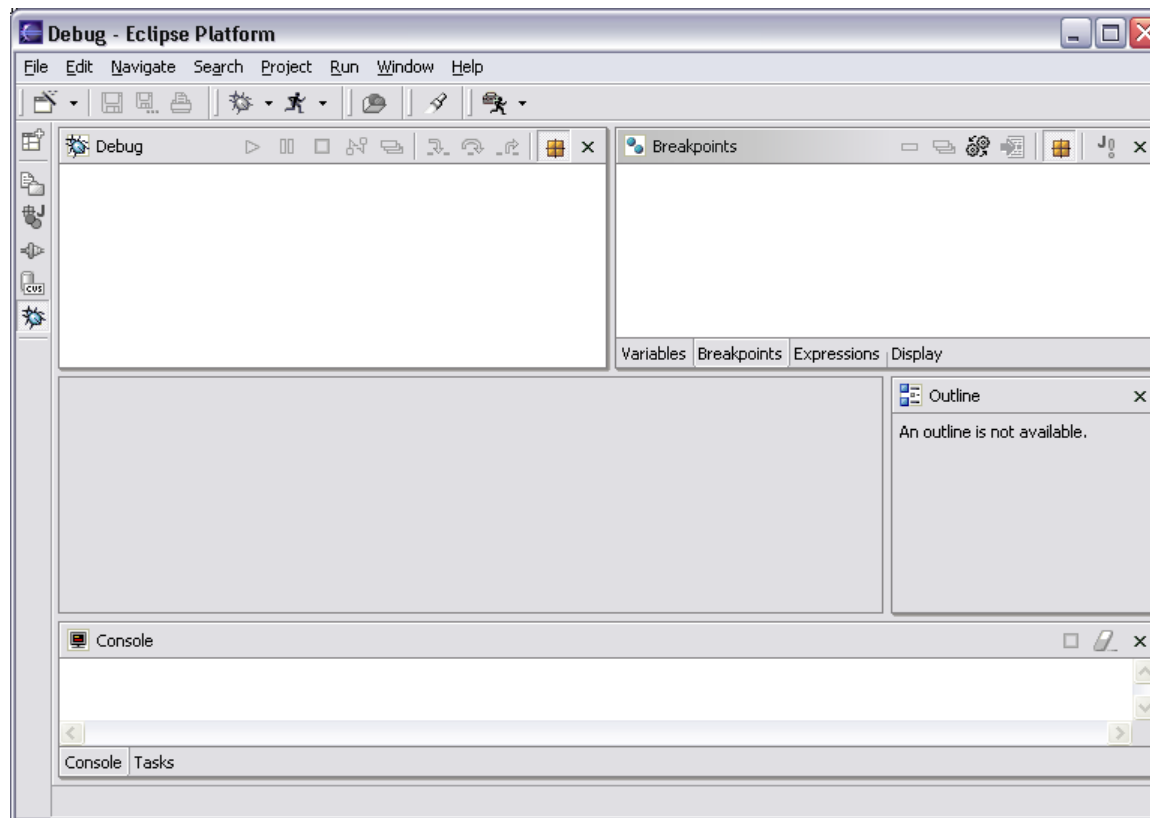 Debug - Eclipse Platform
File Edit Navigate Search Project Run Window Help
Debug
Breakpoints
J
J
CVS
Variables Breakpoints Expressions Display
Outline
An outline is not available.
Console
Console Tasks